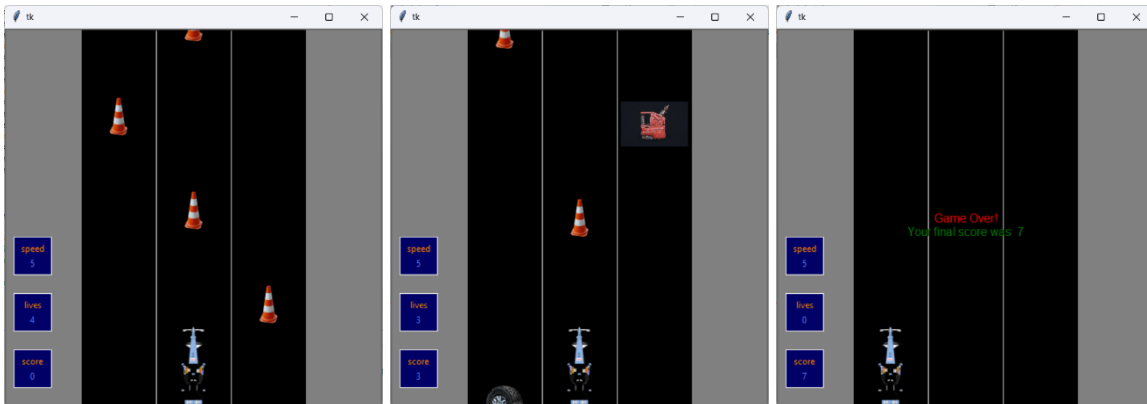 tk
speed
5
lives
4
score
0
tk
speed
5
lives
3
score
3
tk
Game Over!
Your final score was 7
speed
5
lives
0
score
7